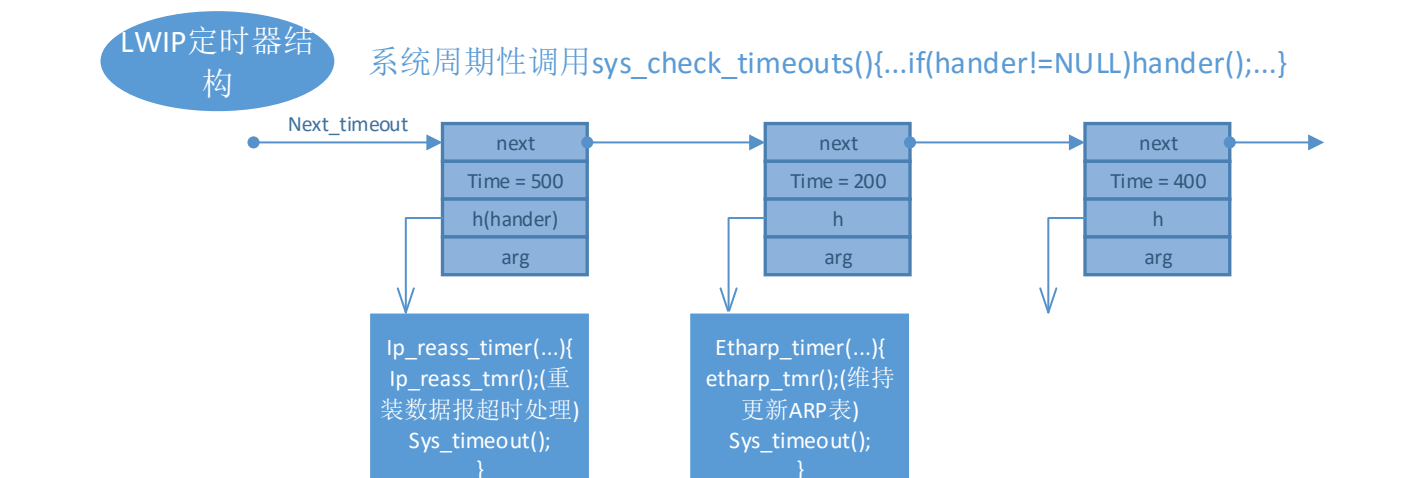 LWIP定时器结
构
系统周期性调用sys_check_timeouts(){...if(hander!=NULL)hander();...}
Next_timeout
next
Time = 500
h(hander)
arg
next
Time = 200
h
arg
next
Time = 400
h
arg
Ip_reass_timer(...){
Ip_reass_tmr();(重
装数据报超时处理)
Sys_timeout();
}
Etharp_timer(...){
etharp_tmr();(维持
更新ARP表)
Sys_timeout();
}